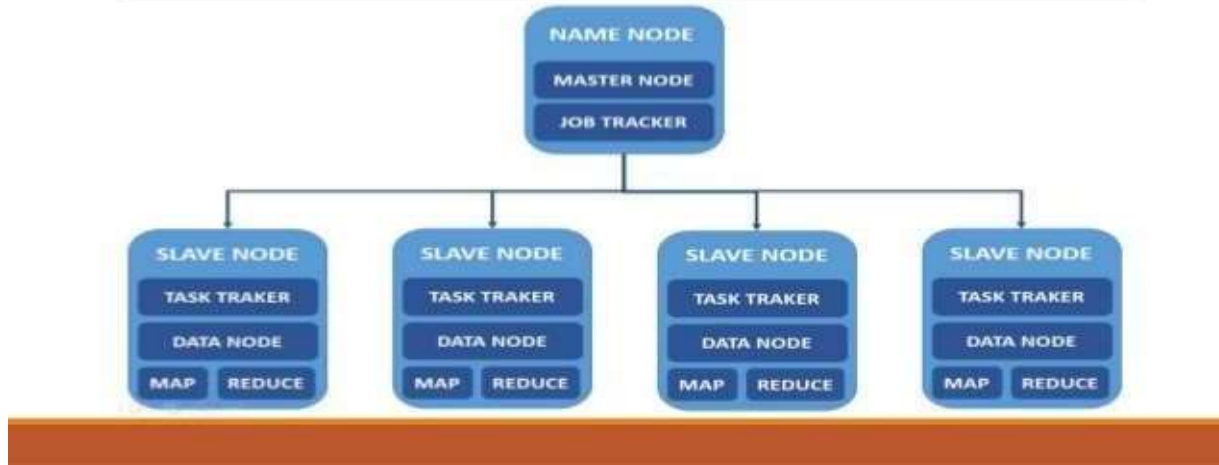 NAME NODE
MASTER NODE
JOB TRACKER
SLAVE NODE
TASK TRAKER
DATA NODE
MAP REDUCE
SLAVE NODE
TASK TRAKER
DATA NODE
MAP REDUCE
SLAVE NODE
TASK TRAKER
DATA NODE
MAP REDUCE
SLAVE NODE
TASK TRAKER
DATA NODE
MAP REDUCE